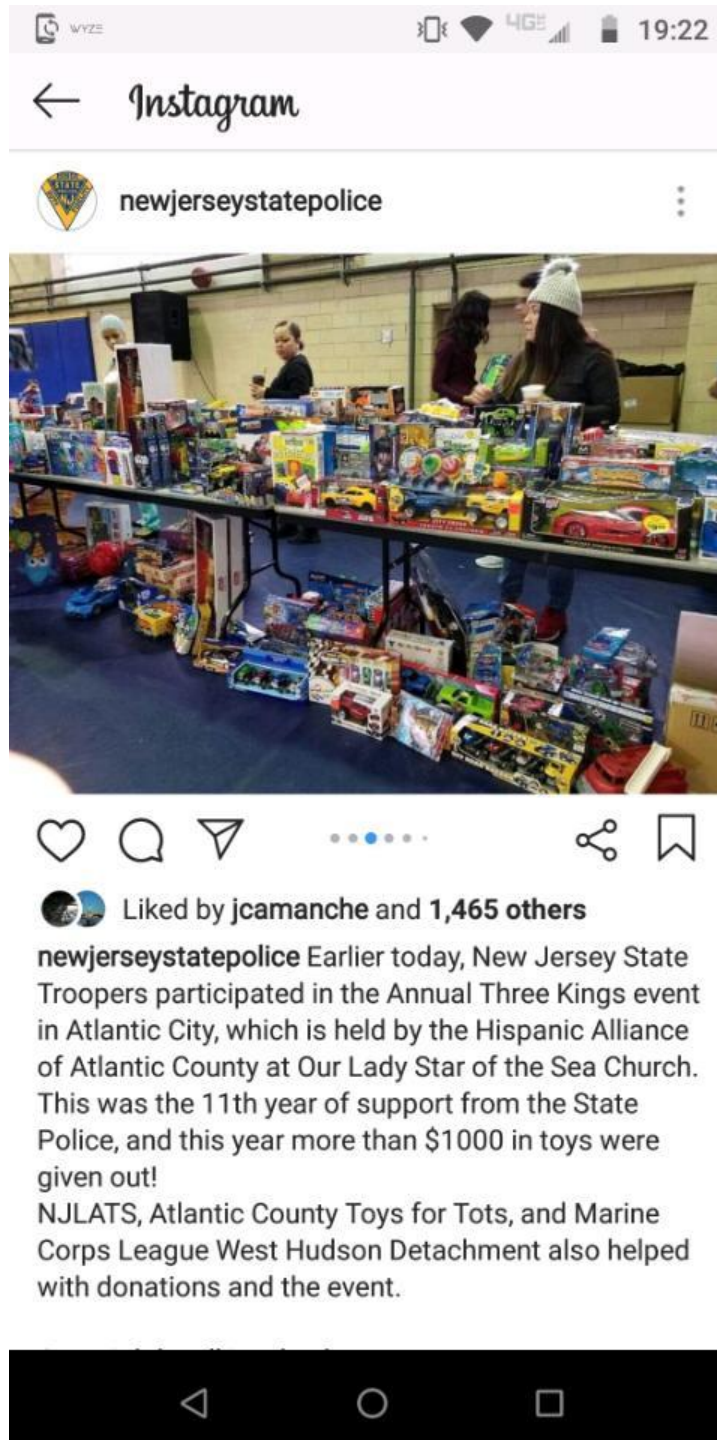 WYZE
4GE
19:22
Instagram
STATE
NJ
newjerseystatepolice
Liked by jcamanche and 1,465 others
newjerseystatepolice Earlier today, New Jersey State
Troopers participated in the Annual Three Kings event
in Atlantic City, which is held by the Hispanic Alliance
of Atlantic County at Our Lady Star of the Sea Church.
This was the 11th year of support from the State
Police, and this year more than $1000 in toys were
given out!
NJLATS, Atlantic County Toys for Tots, and Marine
Corps League West Hudson Detachment also helped
with donations and the event.